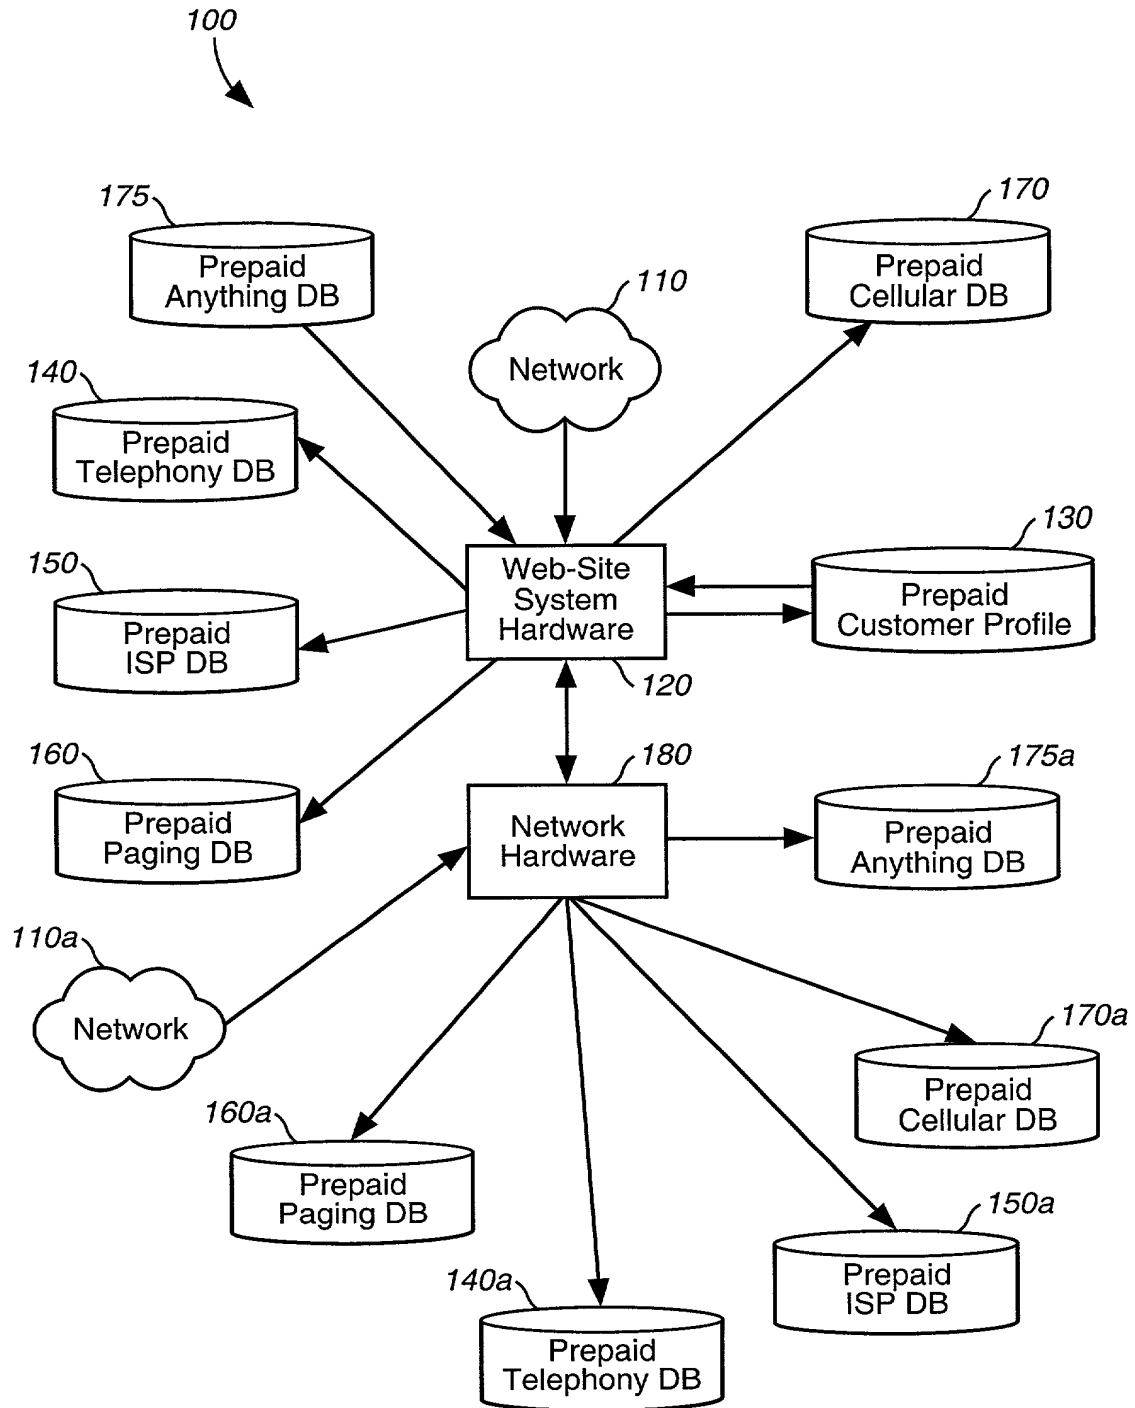 100
175
Prepaid
Anything DB
170
Prepaid
Cellular DB
110
Network
140
Prepaid
Telephony DB
130
Prepaid
Customer Profile
150
Prepaid
ISP DB
Web-Site
System
Hardware
120
160
Prepaid
Paging DB
180
Network
Hardware
175a
Prepaid
Anything DB
110a
Network
170a
Prepaid
Cellular DB
160a
Prepaid
Paging DB
150a
Prepaid
ISP DB
140a
Prepaid
Telephony DB